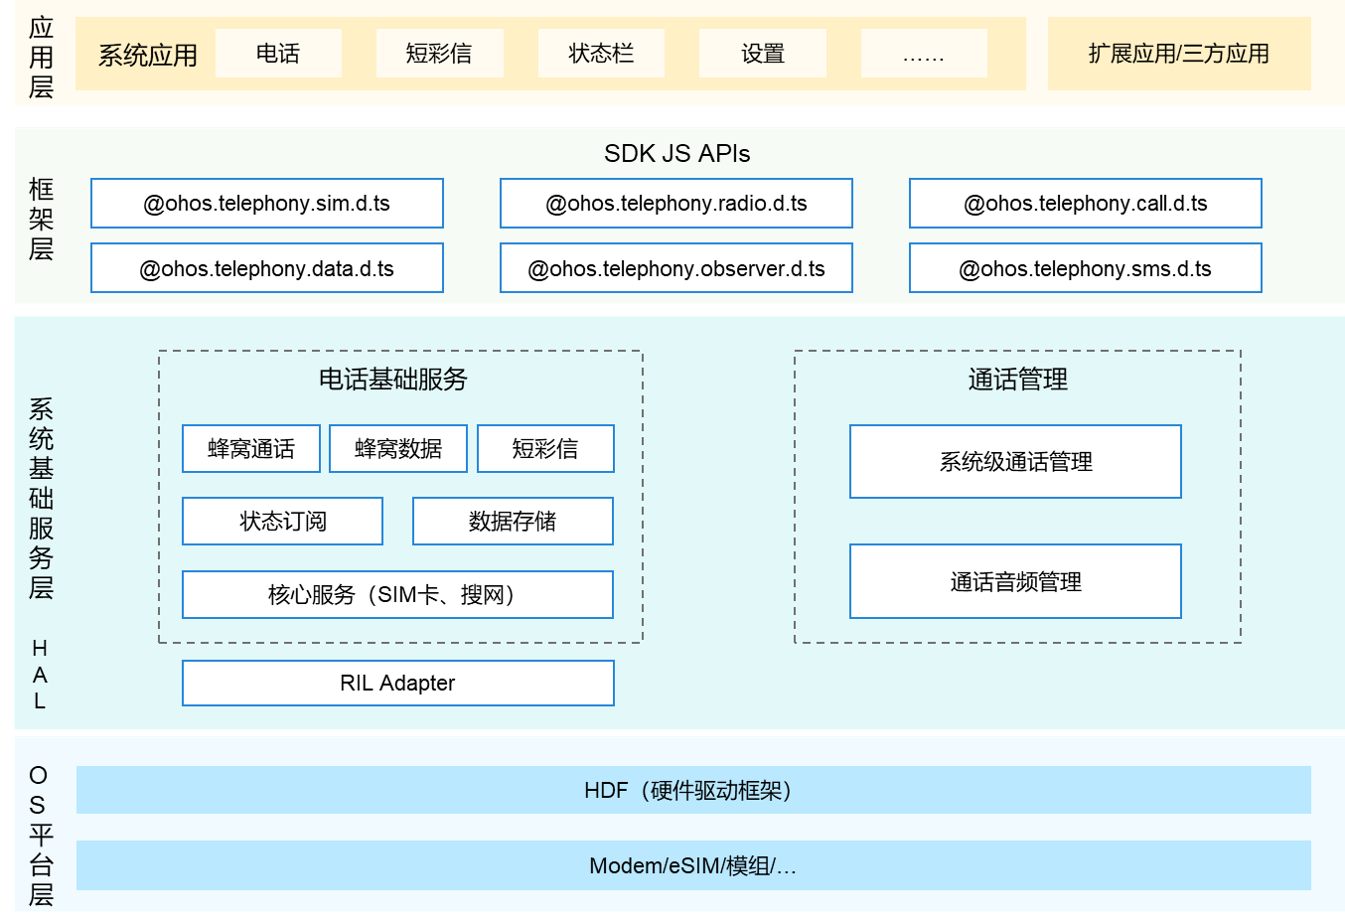 应用层
系统应用
电话
短彩信
状态栏
设置
……
扩展应用/三方应用
框架层
SDK JS APIs
@ohos.telephony.sim.d.ts
@ohos.telephony.radio.d.ts
@ohos.telephony.call.d.ts
@ohos.telephony.data.d.ts
@ohos.telephony.observer.d.ts
@ohos.telephony.sms.d.ts
系统基础服务层
电话基础服务
蜂窝通话
蜂窝数据
短彩信
状态订阅
数据存储
核心服务（SIM卡、搜网）
通话管理
系统级通话管理
通话音频管理
HAL
RIL Adapter
OS平台层
HDF（硬件驱动框架）
Modem/eSIM/模组/…